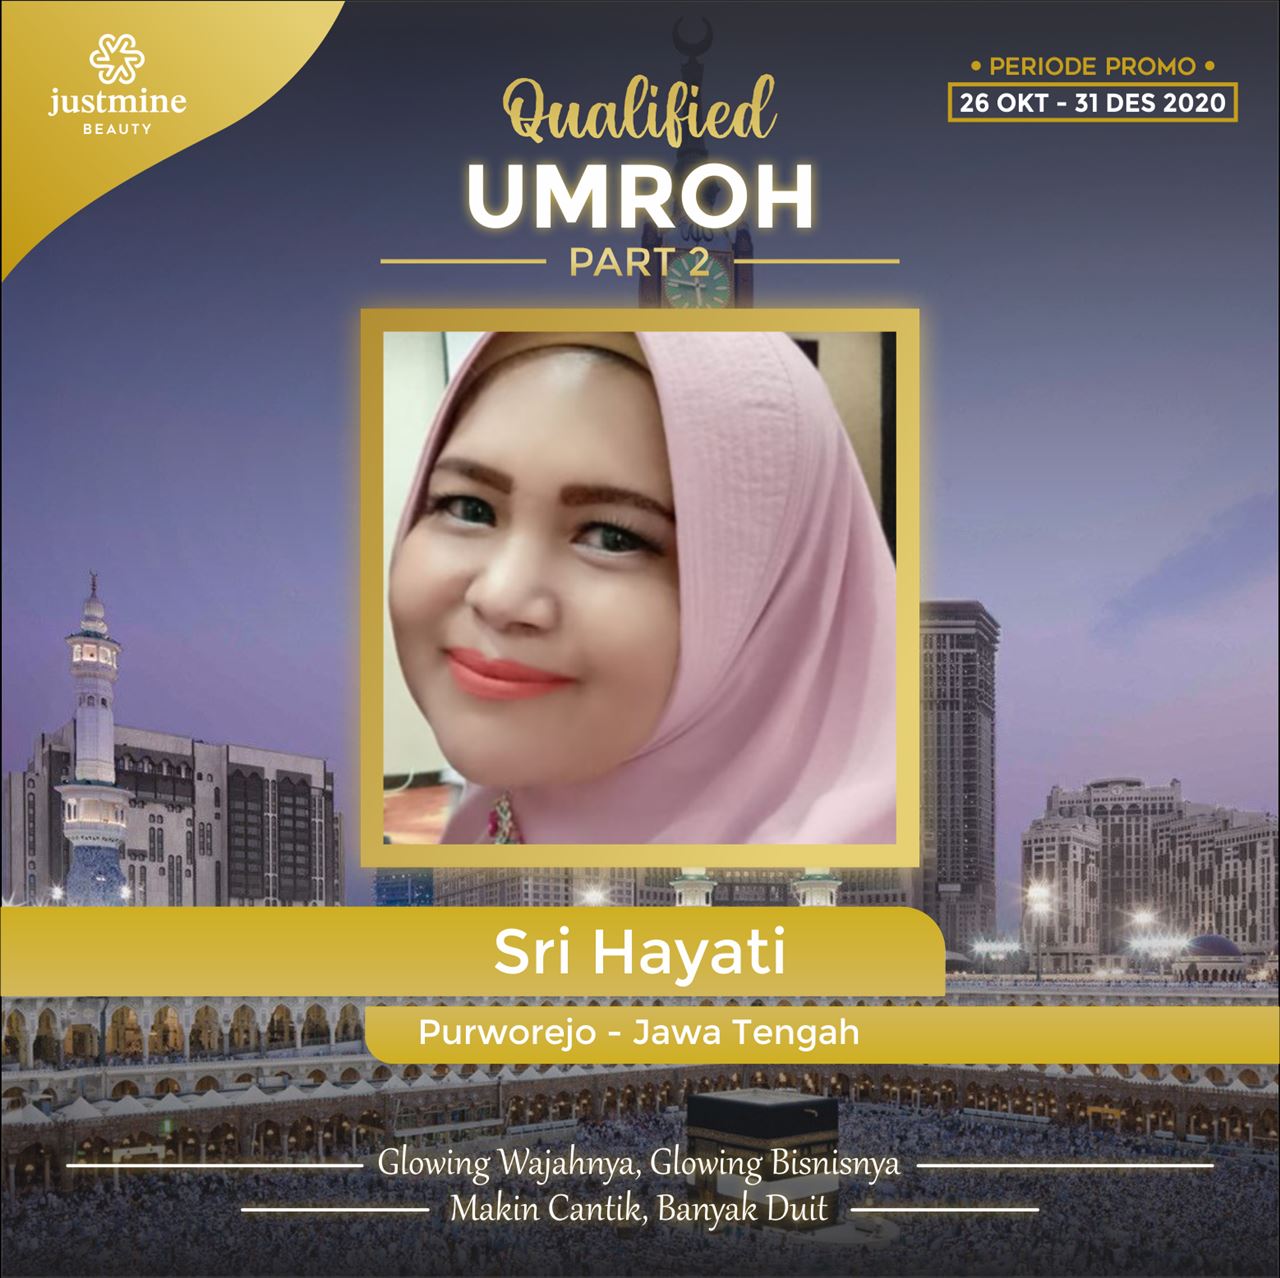 justmine
BEAUTY
• PERIODE PROMO •
26 OKT - 31 DES 2020
Qualified
UMROH
PART 2
Sri Hayati
Purworejo - Jawa Tengah
Glowing Wajahnya, Glowing Bisnisnya
Makin Cantik, Banyak Duit